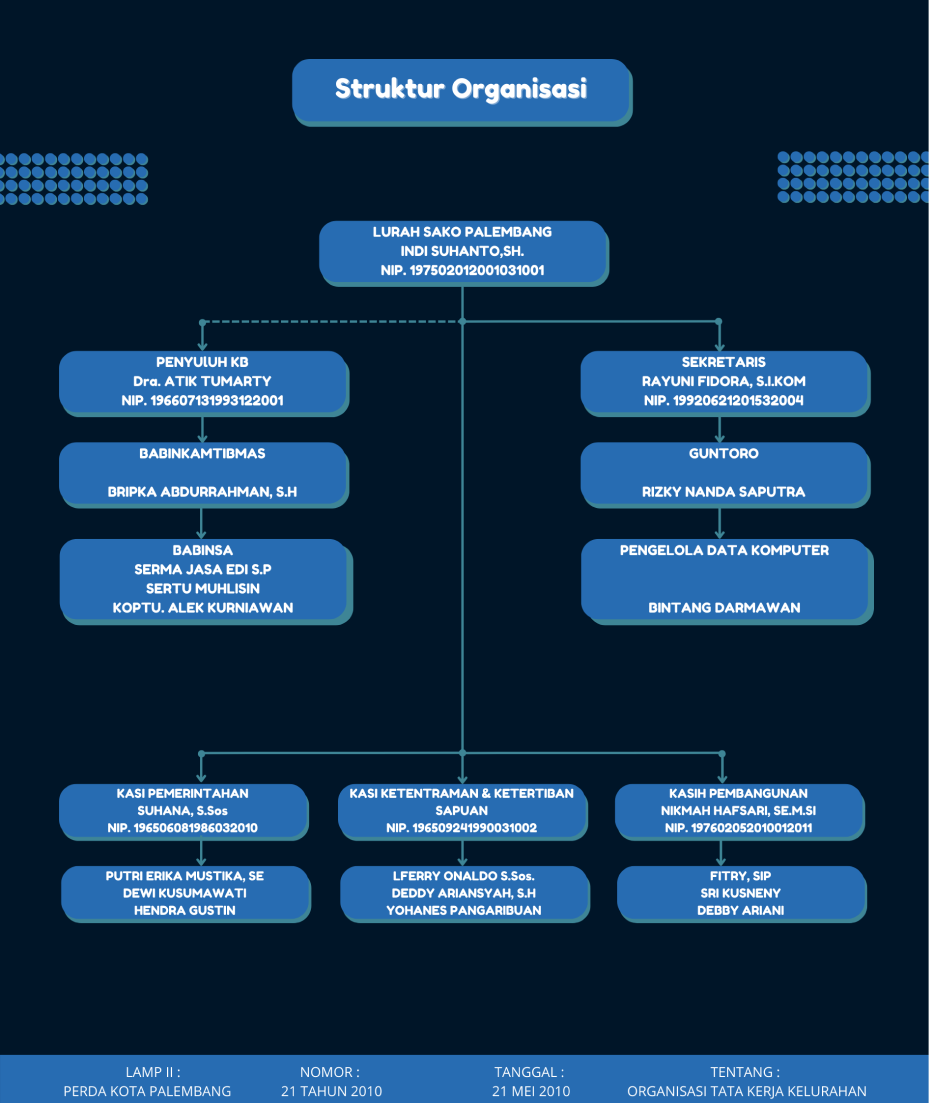 Struktur Organisasi
LURAH SAKO PALEMBANG
INDI SUHANTO,SH.
NIP. 197502012001031001
PENYUlUH KB
Dra. ATIK TUMARTY
NIP. 196607131993122001
SEKRETARIS
RAYUNI FIDORA, S.I.KOM
NIP. 19920621201532004
BABINKAMTIBMAS
BRIPKA ABDURRAHMAN, S.H
GUNTORO
RIZKY NANDA SAPUTRA
BABINSA
SERMA JASA EDI S.P
SERTU MUHLISIN
KOPTU. ALEK KURNIAWAN
PENGELOLA DATA KOMPUTER
BINTANG DARMAWAN
KASI PEMERINTAHAN
SUHANA, S.Sos
NIP. 196506081986032010
KASI KETENTRAMAN & KETERTIBAN
SAPUAN
NIP. 196509241990031002
KASIH PEMBANGUNAN
NIKMAH HAFSARI, SE.M.SI
NIP. 197602052010012011
PUTRI ERIKA MUSTIKA, SE
DEWI KUSUMAWATI
HENDRA GUSTIN
LFERRY ONALDO S.Sos.
DEDDY ARIANSYAH, S.H
YOHANES PANGARIBUAN
FITRY, SIP
SRI KUSNENY
DEBBY ARIANI
LAMP II :
PERDA KOTA PALEMBANG
NOMOR :
21 TAHUN 2010
TANGGAL :
21 MEI 2010
TENTANG :
ORGANISASI TATA KERJA KELURAHAN